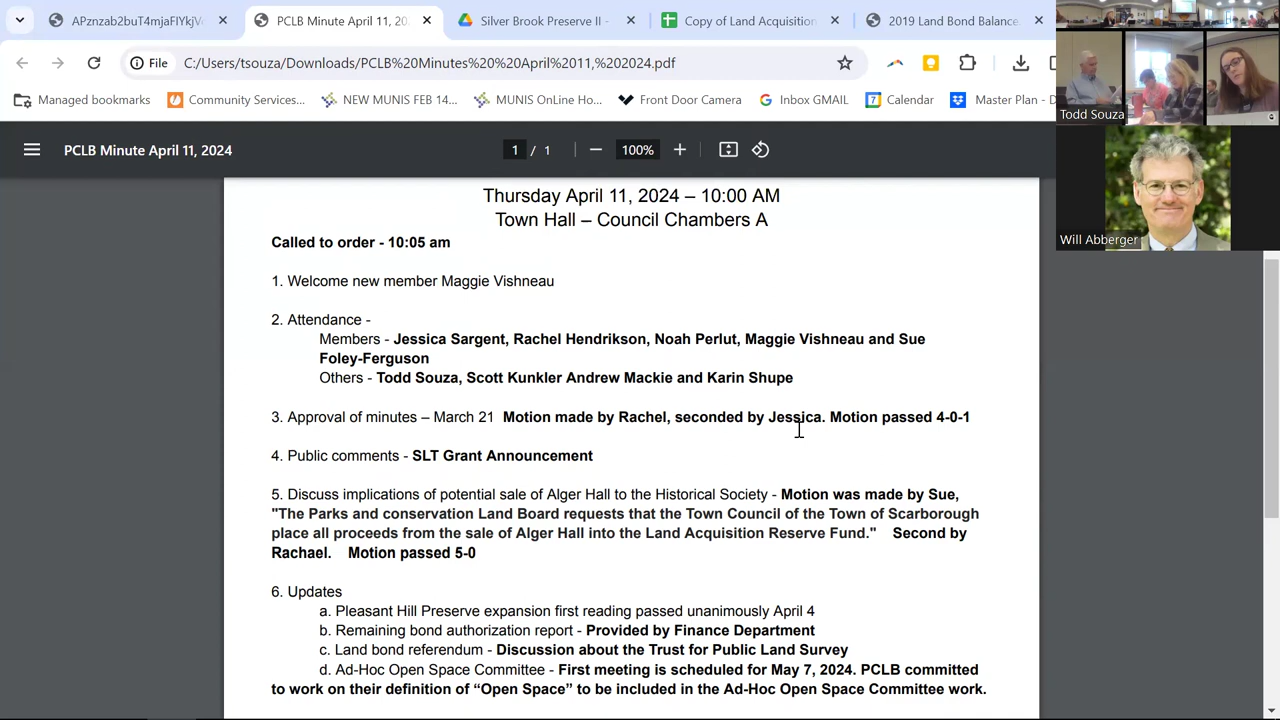 APznzab2buT4mjaFIYkjV
PCLB Minute April 11, 20
Silver Brook Preserve II -
Copy of Land Acquisition
2019 Land Bond Balance.
File
C:/Users/tsouza/Downloads/PCLB%20Minutes%20%20April%2011,%202024.pdf
Managed bookmarks
Community Services...
NSW MUNIS FEB 14...
MUNIS OnLine Ho...
Front Door Camera
Inbox GMAIL
Calendar
Master Plan - D
Todd Souza
Will Abberger
PCLB Minute April 11, 2024
1 / 1
100%
Thursday April 11, 2024 – 10:00 AM
Town Hall – Council Chambers A
Called to order - 10:05 am
1. Welcome new member Maggie Vishneau
2. Attendance -
Members - Jessica Sargent, Rachel Hendrikson, Noah Perlut, Maggie Vishneau and Sue
Foley-Ferguson
Others - Todd Souza, Scott Kunkler Andrew Mackie and Karin Shupe
3. Approval of minutes – March 21 Motion made by Rachel, seconded by Jessica. Motion passed 4-0-1
4. Public comments - SLT Grant Announcement
5. Discuss implications of potential sale of Alger Hall to the Historical Society - Motion was made by Sue,
"The Parks and conservation Land Board requests that the Town Council of the Town of Scarborough
place all proceeds from the sale of Alger Hall into the Land Acquisition Reserve Fund." Second by
Rachael. Motion passed 5-0
6. Updates
a. Pleasant Hill Preserve expansion first reading passed unanimously April 4
b. Remaining bond authorization report - Provided by Finance Department
c. Land bond referendum - Discussion about the Trust for Public Land Survey
d. Ad-Hoc Open Space Committee - First meeting is scheduled for May 7, 2024. PCLB committed
to work on their definition of “Open Space” to be included in the Ad-Hoc Open Space Committee work.